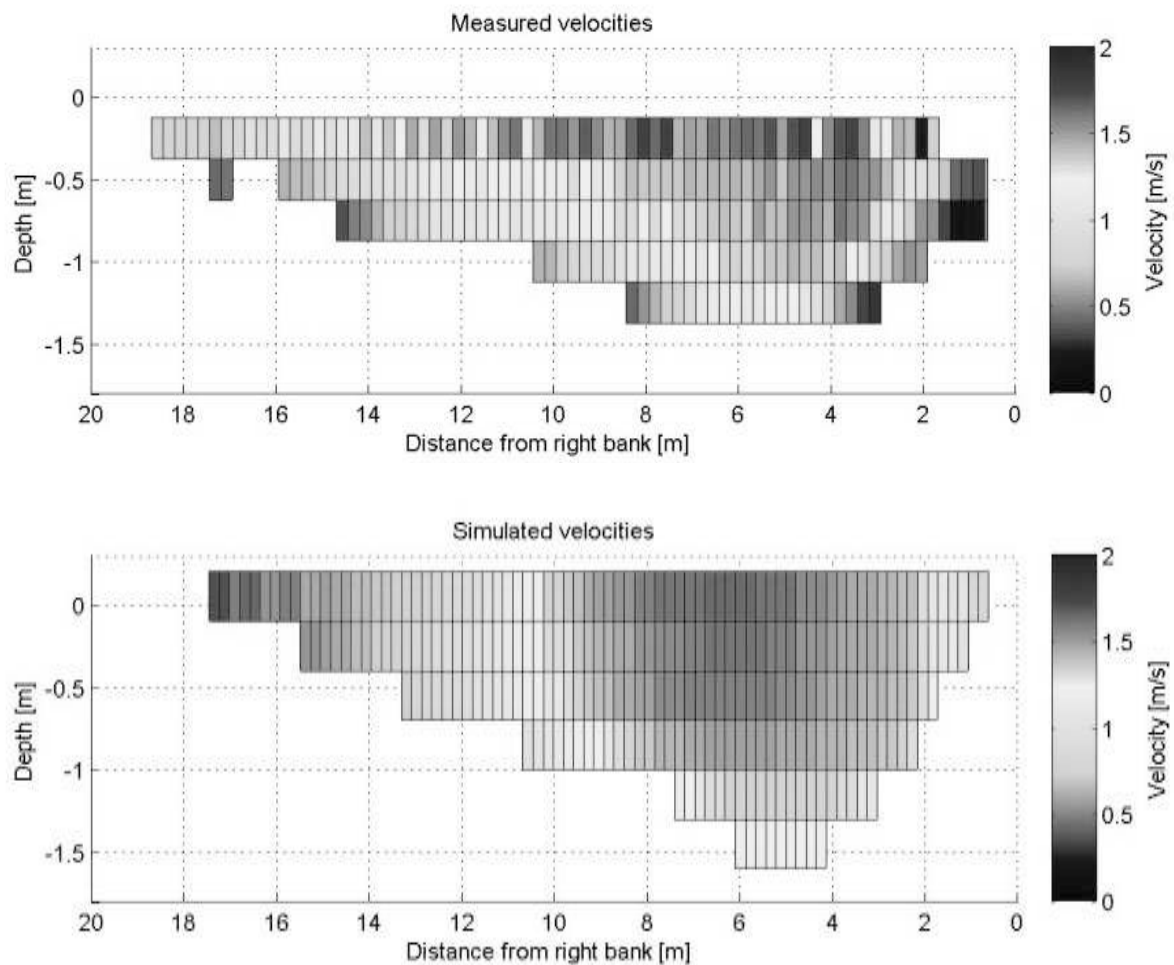 Measured velocities
0
-0.5
-1
-1.5
Depth [m]
20 18 16 14 12 10 8 6 4 2 0
Distance from right bank [m]
2
1.5
1
0.5
0
Velocity [m/s]
Simulated velocities
0
-0.5
-1
-1.5
Depth [m]
20 18 16 14 12 10 8 6 4 2 0
Distance from right bank [m]
2
1.5
1
0.5
0
Velocity [m/s]